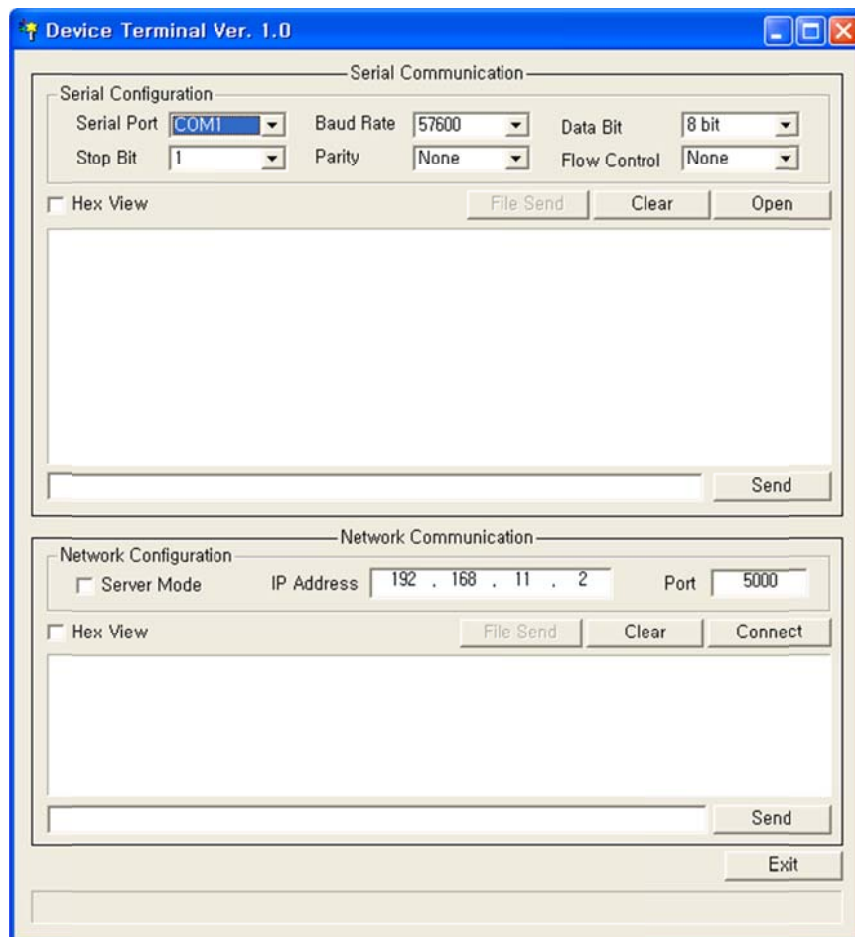 Device Terminal Ver. 1.0
Serial Communication
Serial Configuration
Serial Port COM1 Baud Rate 57600 Data Bit 8 bit
Stop Bit 1 Parity None Flow Control None
Hex View File Send Clear Open
Send
Network Communication
Network Configuration
Server Mode IP Address 192 . 168 . 11 . 2 Port 5000
Hex View File Send Clear Connect
Send
Exit